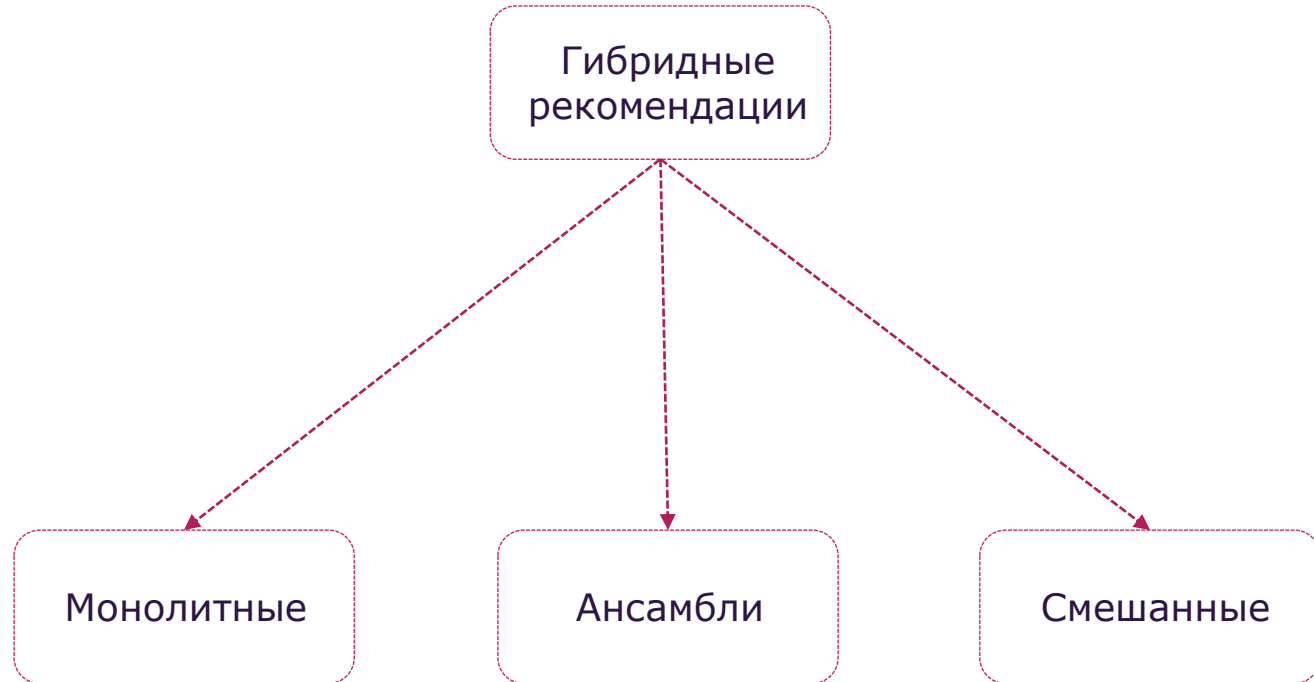 Гибридные
рекомендации
Монолитные
Ансамбли
Смешанные